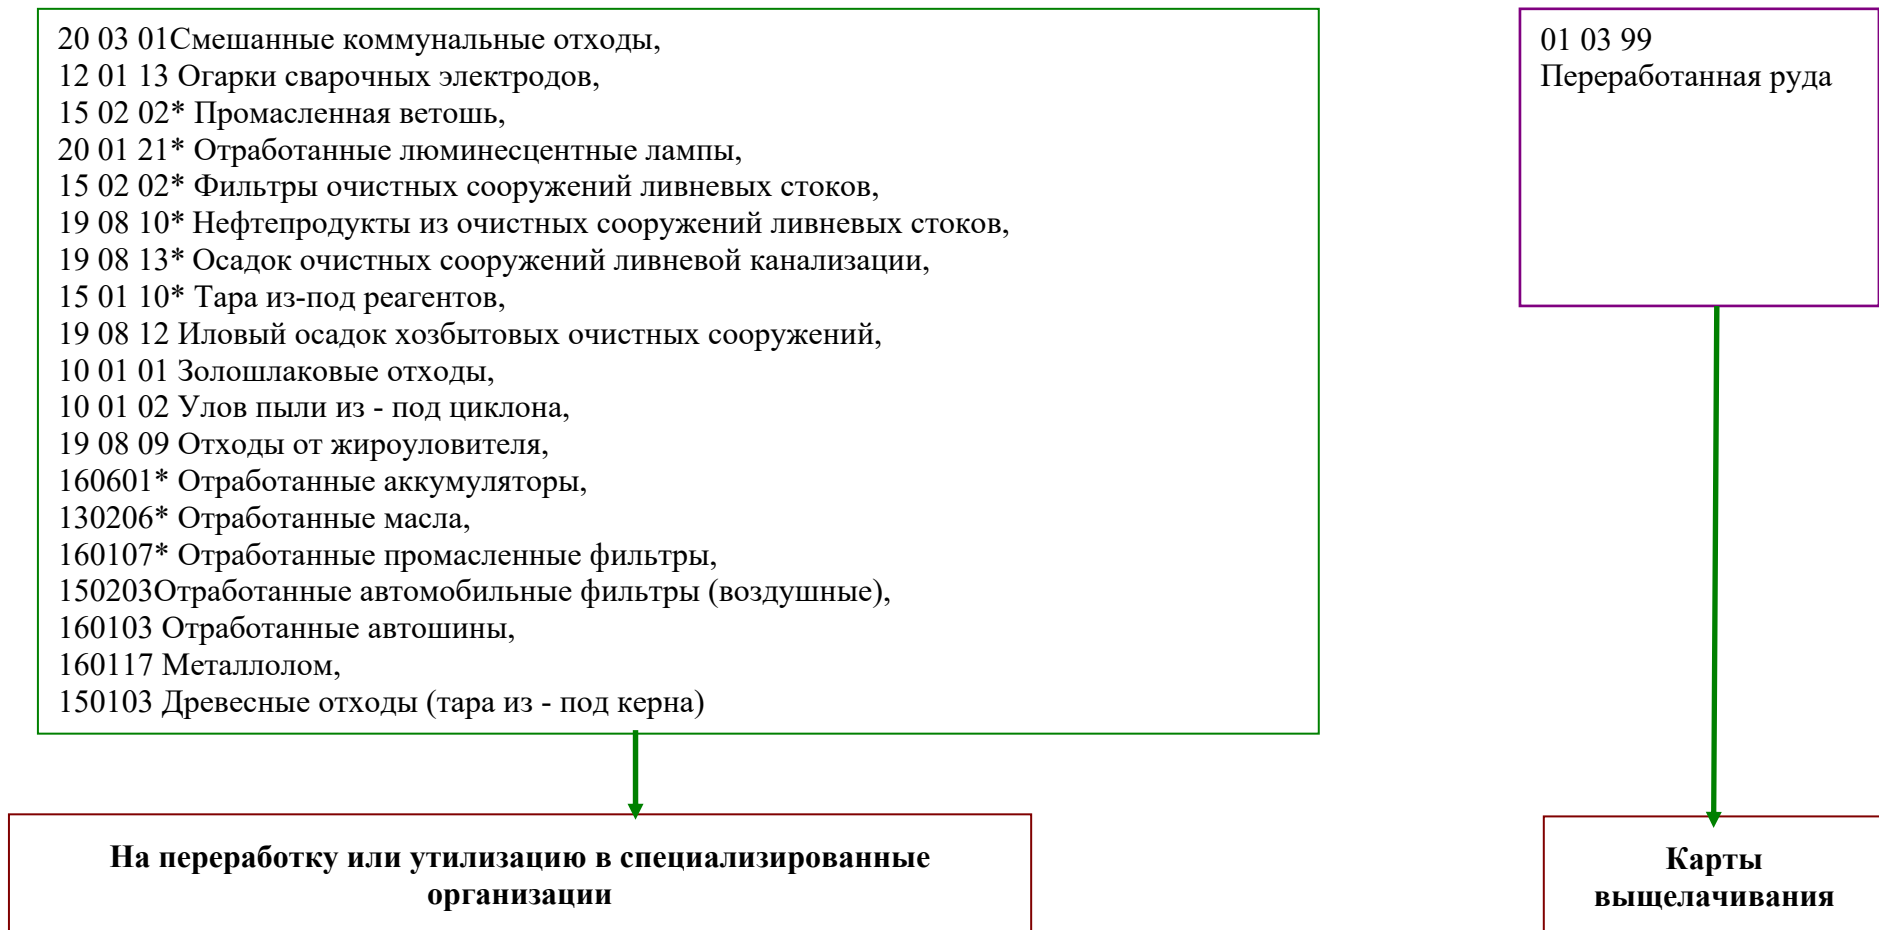 20 03 01Смешанные коммунальные отходы,
12 01 13 Огарки сварочных электродов,
15 02 02* Промасленная ветошь,
20 01 21* Отработанные люминесцентные лампы,
15 02 02* Фильтры очистных сооружений ливневых стоков,
19 08 10* Нефтепродукты из очистных сооружений ливневых стоков,
19 08 13* Осадок очистных сооружений ливневой канализации,
15 01 10* Тара из-под реагентов,
19 08 12 Иловый осадок хозбытовых очистных сооружений,
10 01 01 Золошлаковые отходы,
10 01 02 Улов пыли из - под циклона,
19 08 09 Отходы от жироуловителя,
160601* Отработанные аккумуляторы,
130206* Отработанные масла,
160107* Отработанные промасленные фильтры,
150203Отработанные автомобильные фильтры (воздушные),
160103 Отработанные автошины,
160117 Металлолом,
150103 Древесные отходы (тара из - под керна)
01 03 99
Переработанная руда
На переработку или утилизацию в специализированные
организации
Карты
выщелачивания